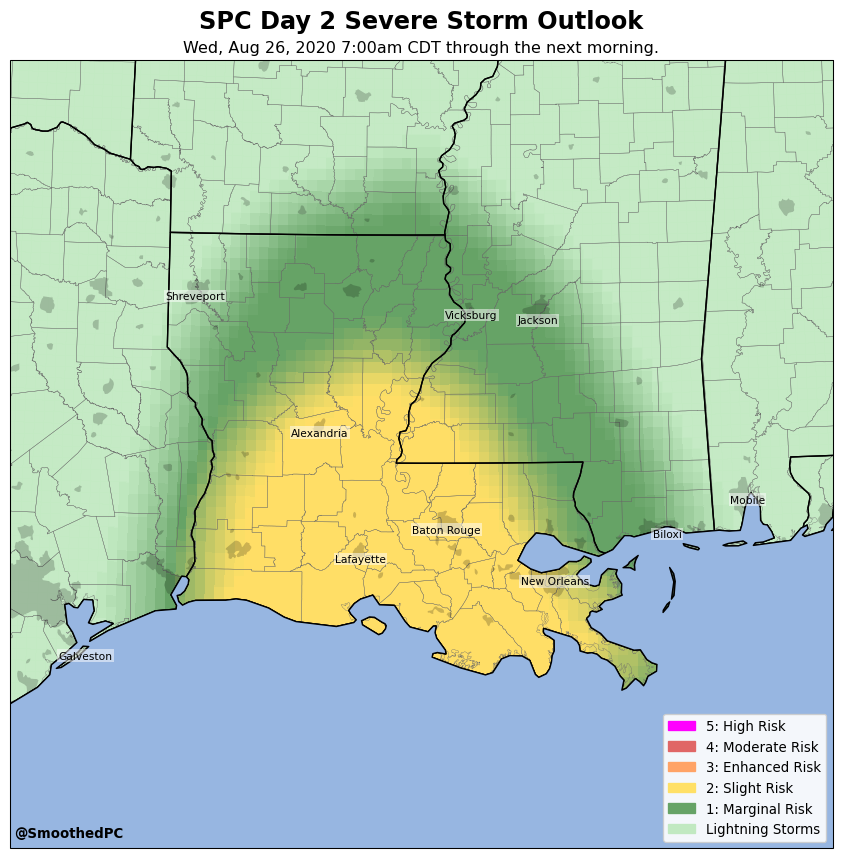 SPC Day 2 Severe Storm Outlook
Wed, Aug 26, 2020 7:00am CDT through the next morning.
Shreveport
Vicksburg
Jackson
Alexandria
Mobile
Baton Rouge
Biloxi
Lafayette
New Orleans
Galveston
5: High Risk
4: Moderate Risk
3: Enhanced Risk
2: Slight Risk
1: Marginal Risk
Lightning Storms
@SmoothedPC